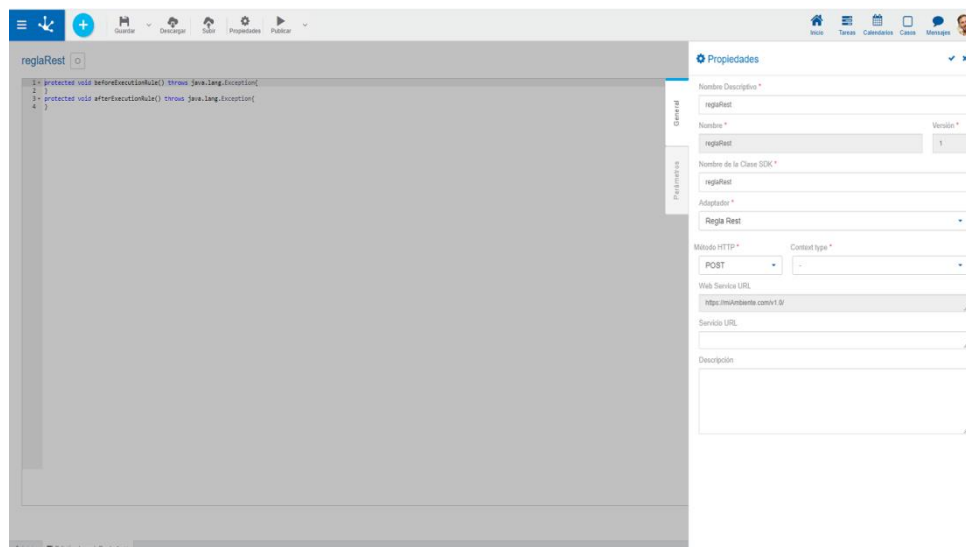 Guardar Descargar Subir Propiedades Publicar
Inicio Tareas Calendarios Casos Mensajes
reglaRest
1 protected void beforeExecutionRule() throws java.lang.Exception{
2 }
3 protected void afterExecutionRule() throws java.lang.Exception{
4 }
General
Parámetros
Propiedades
Nombre Descriptivo *
reglaRest
Nombre * Versión *
reglaRest 1
Nombre de la Clase SDK *
reglaRest
Adaptador *
Regla Rest
Método HTTP * Context type *
POST -
Web Service URL
https://miAmbiente.com/v1.0/
Servicio URL
Descripción